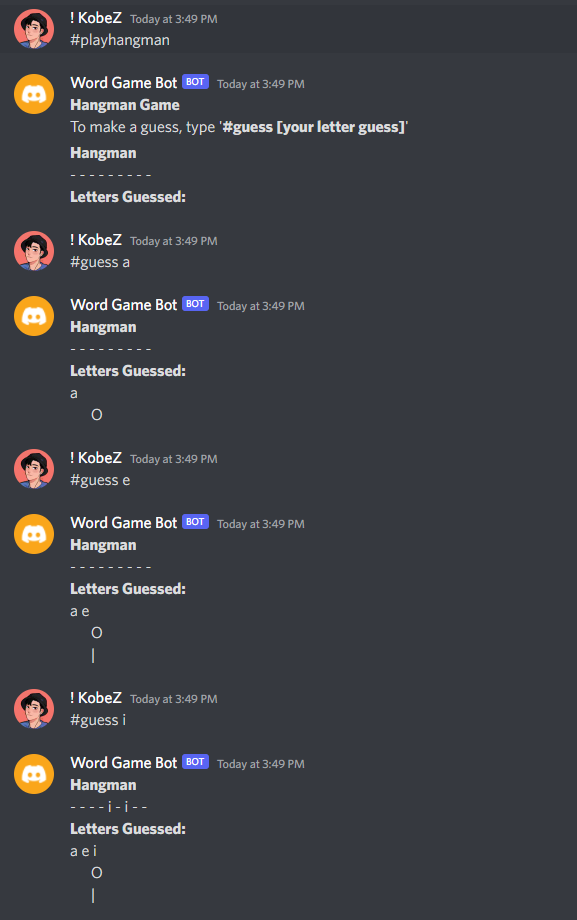 ! KobeZ Today at 3:49 PM
#playhangman
Word Game Bot BOT Today at 3:49 PM
Hangman Game
To make a guess, type '#guess [your letter guess]'
Hangman
- - - - - - - - -
Letters Guessed:
! KobeZ Today at 3:49 PM
#guess a
Word Game Bot BOT Today at 3:49 PM
Hangman
- - - - - - - - -
Letters Guessed:
a
O
! KobeZ Today at 3:49 PM
#guess e
Word Game Bot BOT Today at 3:49 PM
Hangman
- - - - - - - - -
Letters Guessed:
a e
O
|
! KobeZ Today at 3:49 PM
#guess i
Word Game Bot BOT Today at 3:49 PM
Hangman
- - - - i - i - -
Letters Guessed:
a e i
O
|